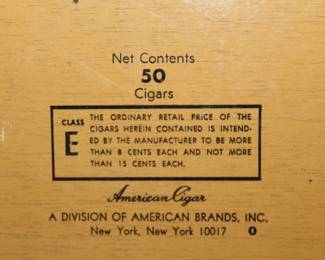 Net Contents
50
Cigars
CLASS
E
THE ORDINARY RETAIL PRICE OF THE
CIGARS HEREIN CONTAINED IS INTEND-
ED BY THE MANUFACTURER TO BE MORE
THAN 8 CENTS EACH AND NOT MORE
THAN 15 CENTS EACH.
American Cigar
A DIVISION OF AMERICAN BRANDS, INC.
New York, New York 10017 O